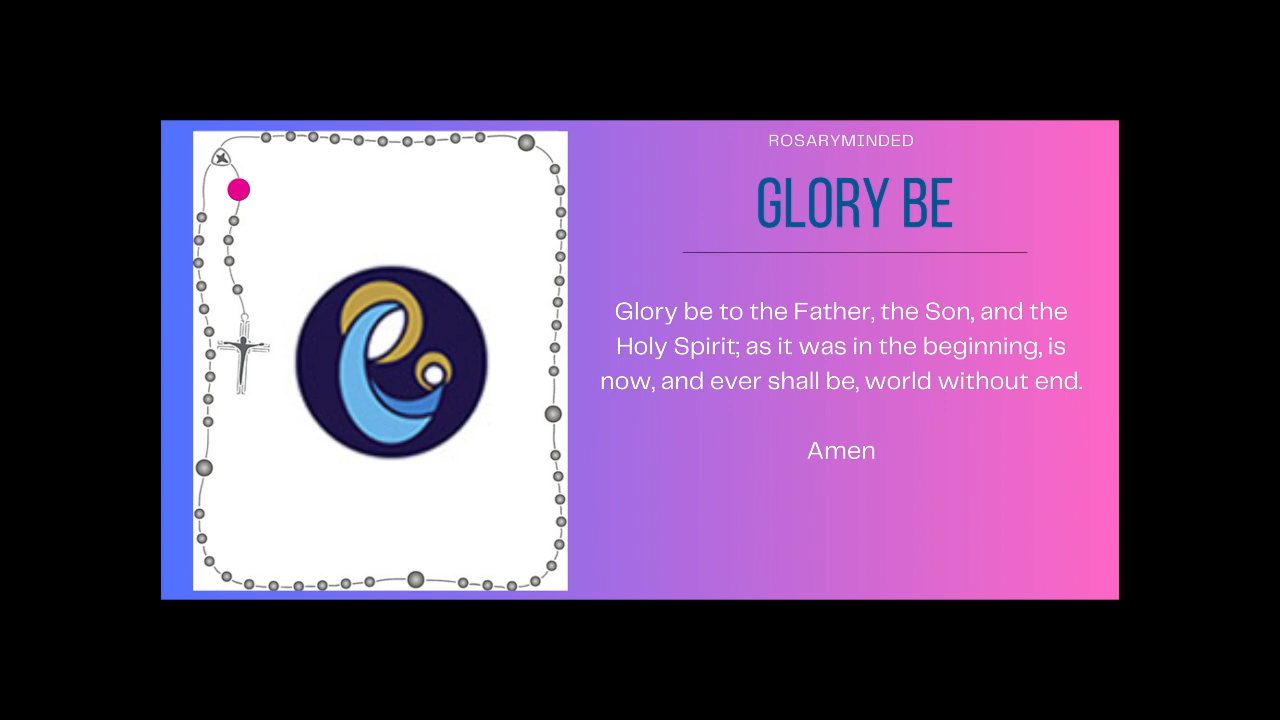 ROSARYMINDED
GLORY BE
Glory be to the Father, the Son, and the
Holy Spirit; as it was in the beginning, is
now, and ever shall be, world without end.
Amen